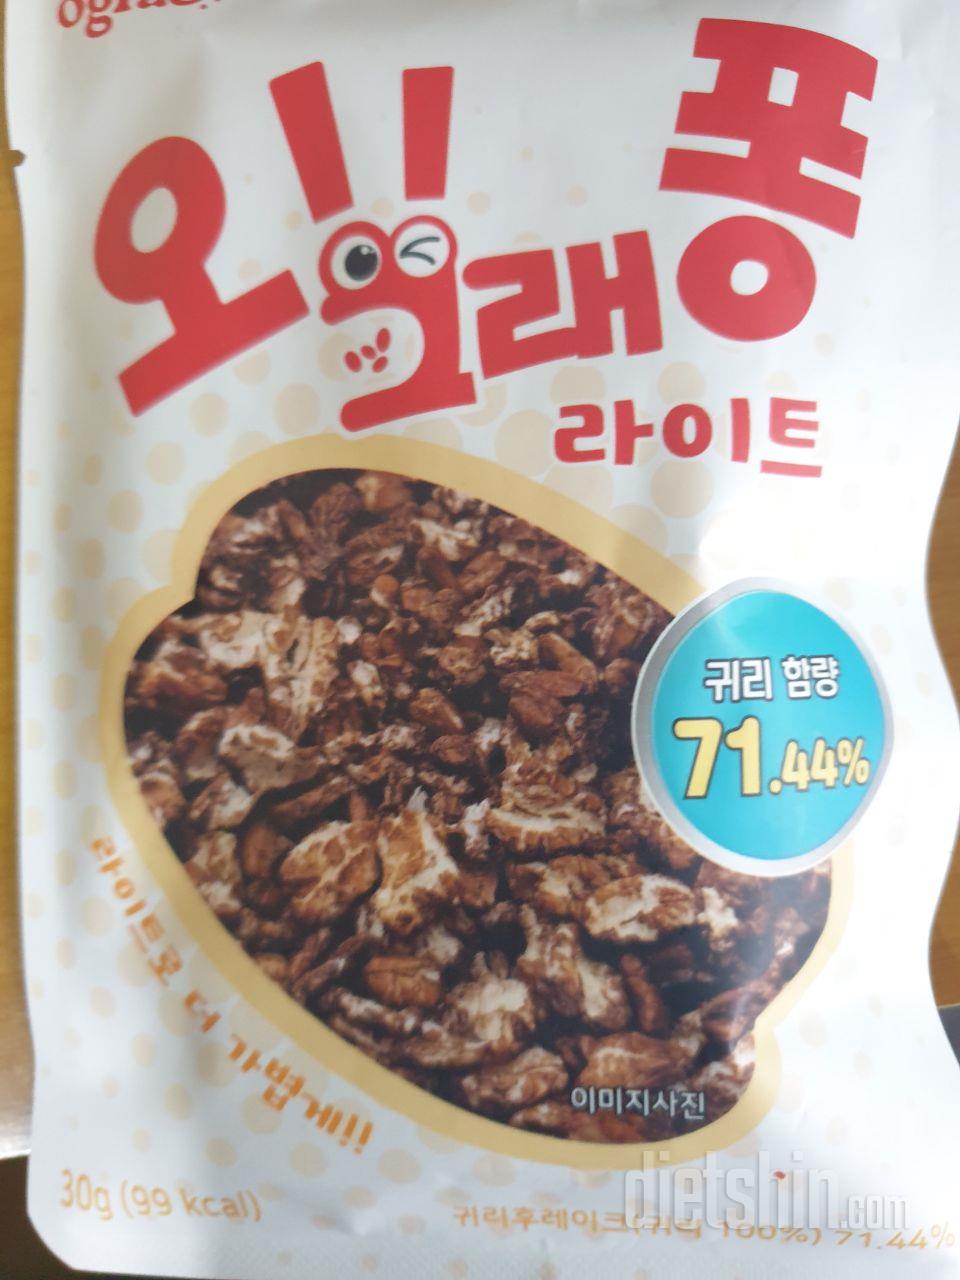 오!!그래퐁
라이트
귀리 함량
71.44%
라이트로 더 가볍게!!
이미지사진
30g (99 kcal)
귀리후레이크(귀리 100%) 71.44%
dietshin.com